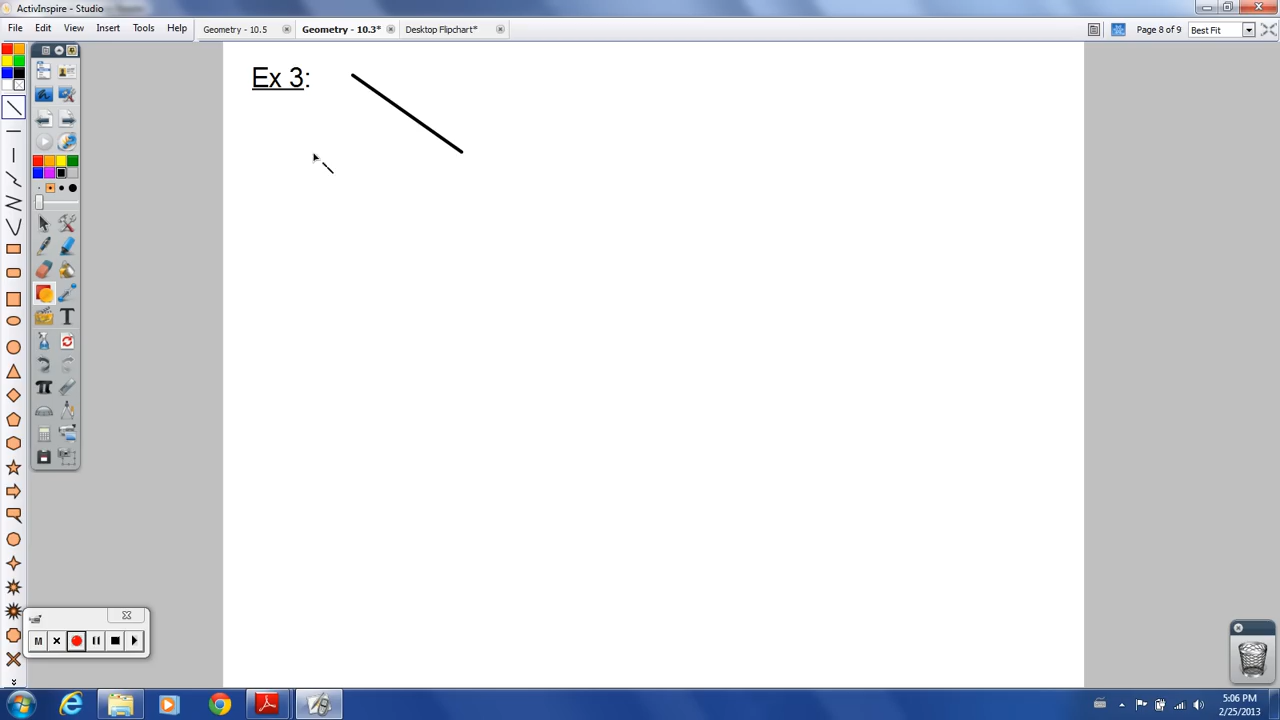 ActivInspire - Studio
File Edit View Insert Tools Help
Geometry - 10.5
Geometry - 10.3*
Desktop Flipchart*
Page 8 of 9
Best Fit
Ex 3:
M
5:06 PM
2/25/2013